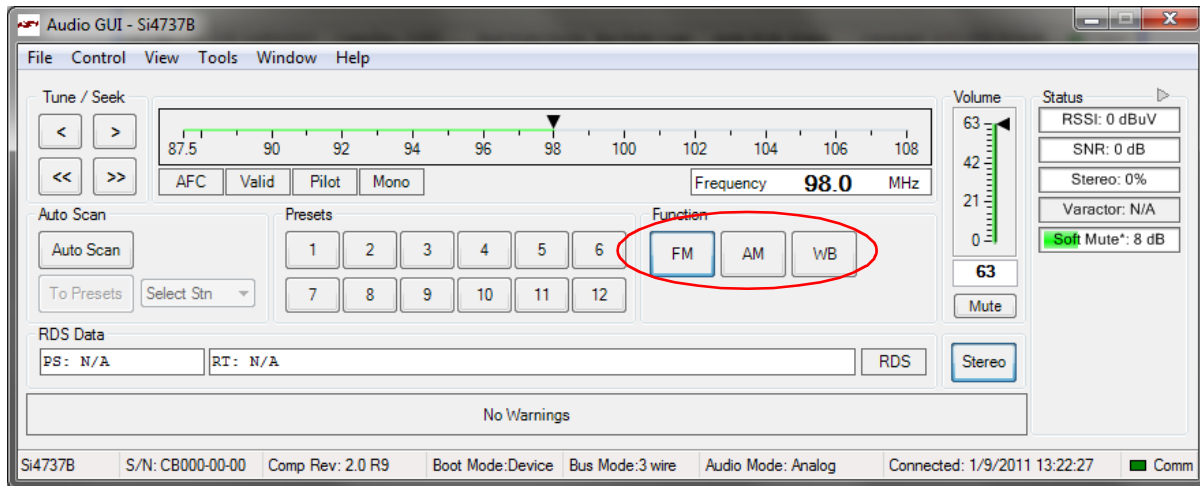 Audio GUI - Si4737B
File Control View Tools Window Help
Tune / Seek
< >
<< >>
87.5 90 92 94 96 98 100 102 104 106 108
AFC Valid Pilot Mono
Frequency 98.0 MHz
Volume
63
42
21
0
63
Mute
Status
RSSI: 0 dBuV
SNR: 0 dB
Stereo: 0%
Varactor: N/A
Soft Mute*: 8 dB
Auto Scan
Auto Scan
To Presets Select Stn
Presets
1 2 3 4 5 6
7 8 9 10 11 12
Function
FM AM WB
RDS Data
PS: N/A RT: N/A RDS
Stereo
No Warnings
Si4737B S/N: CB000-00-00 Comp Rev: 2.0 R9 Boot Mode:Device Bus Mode:3 wire Audio Mode: Analog Connected: 1/9/2011 13:22:27 Comm